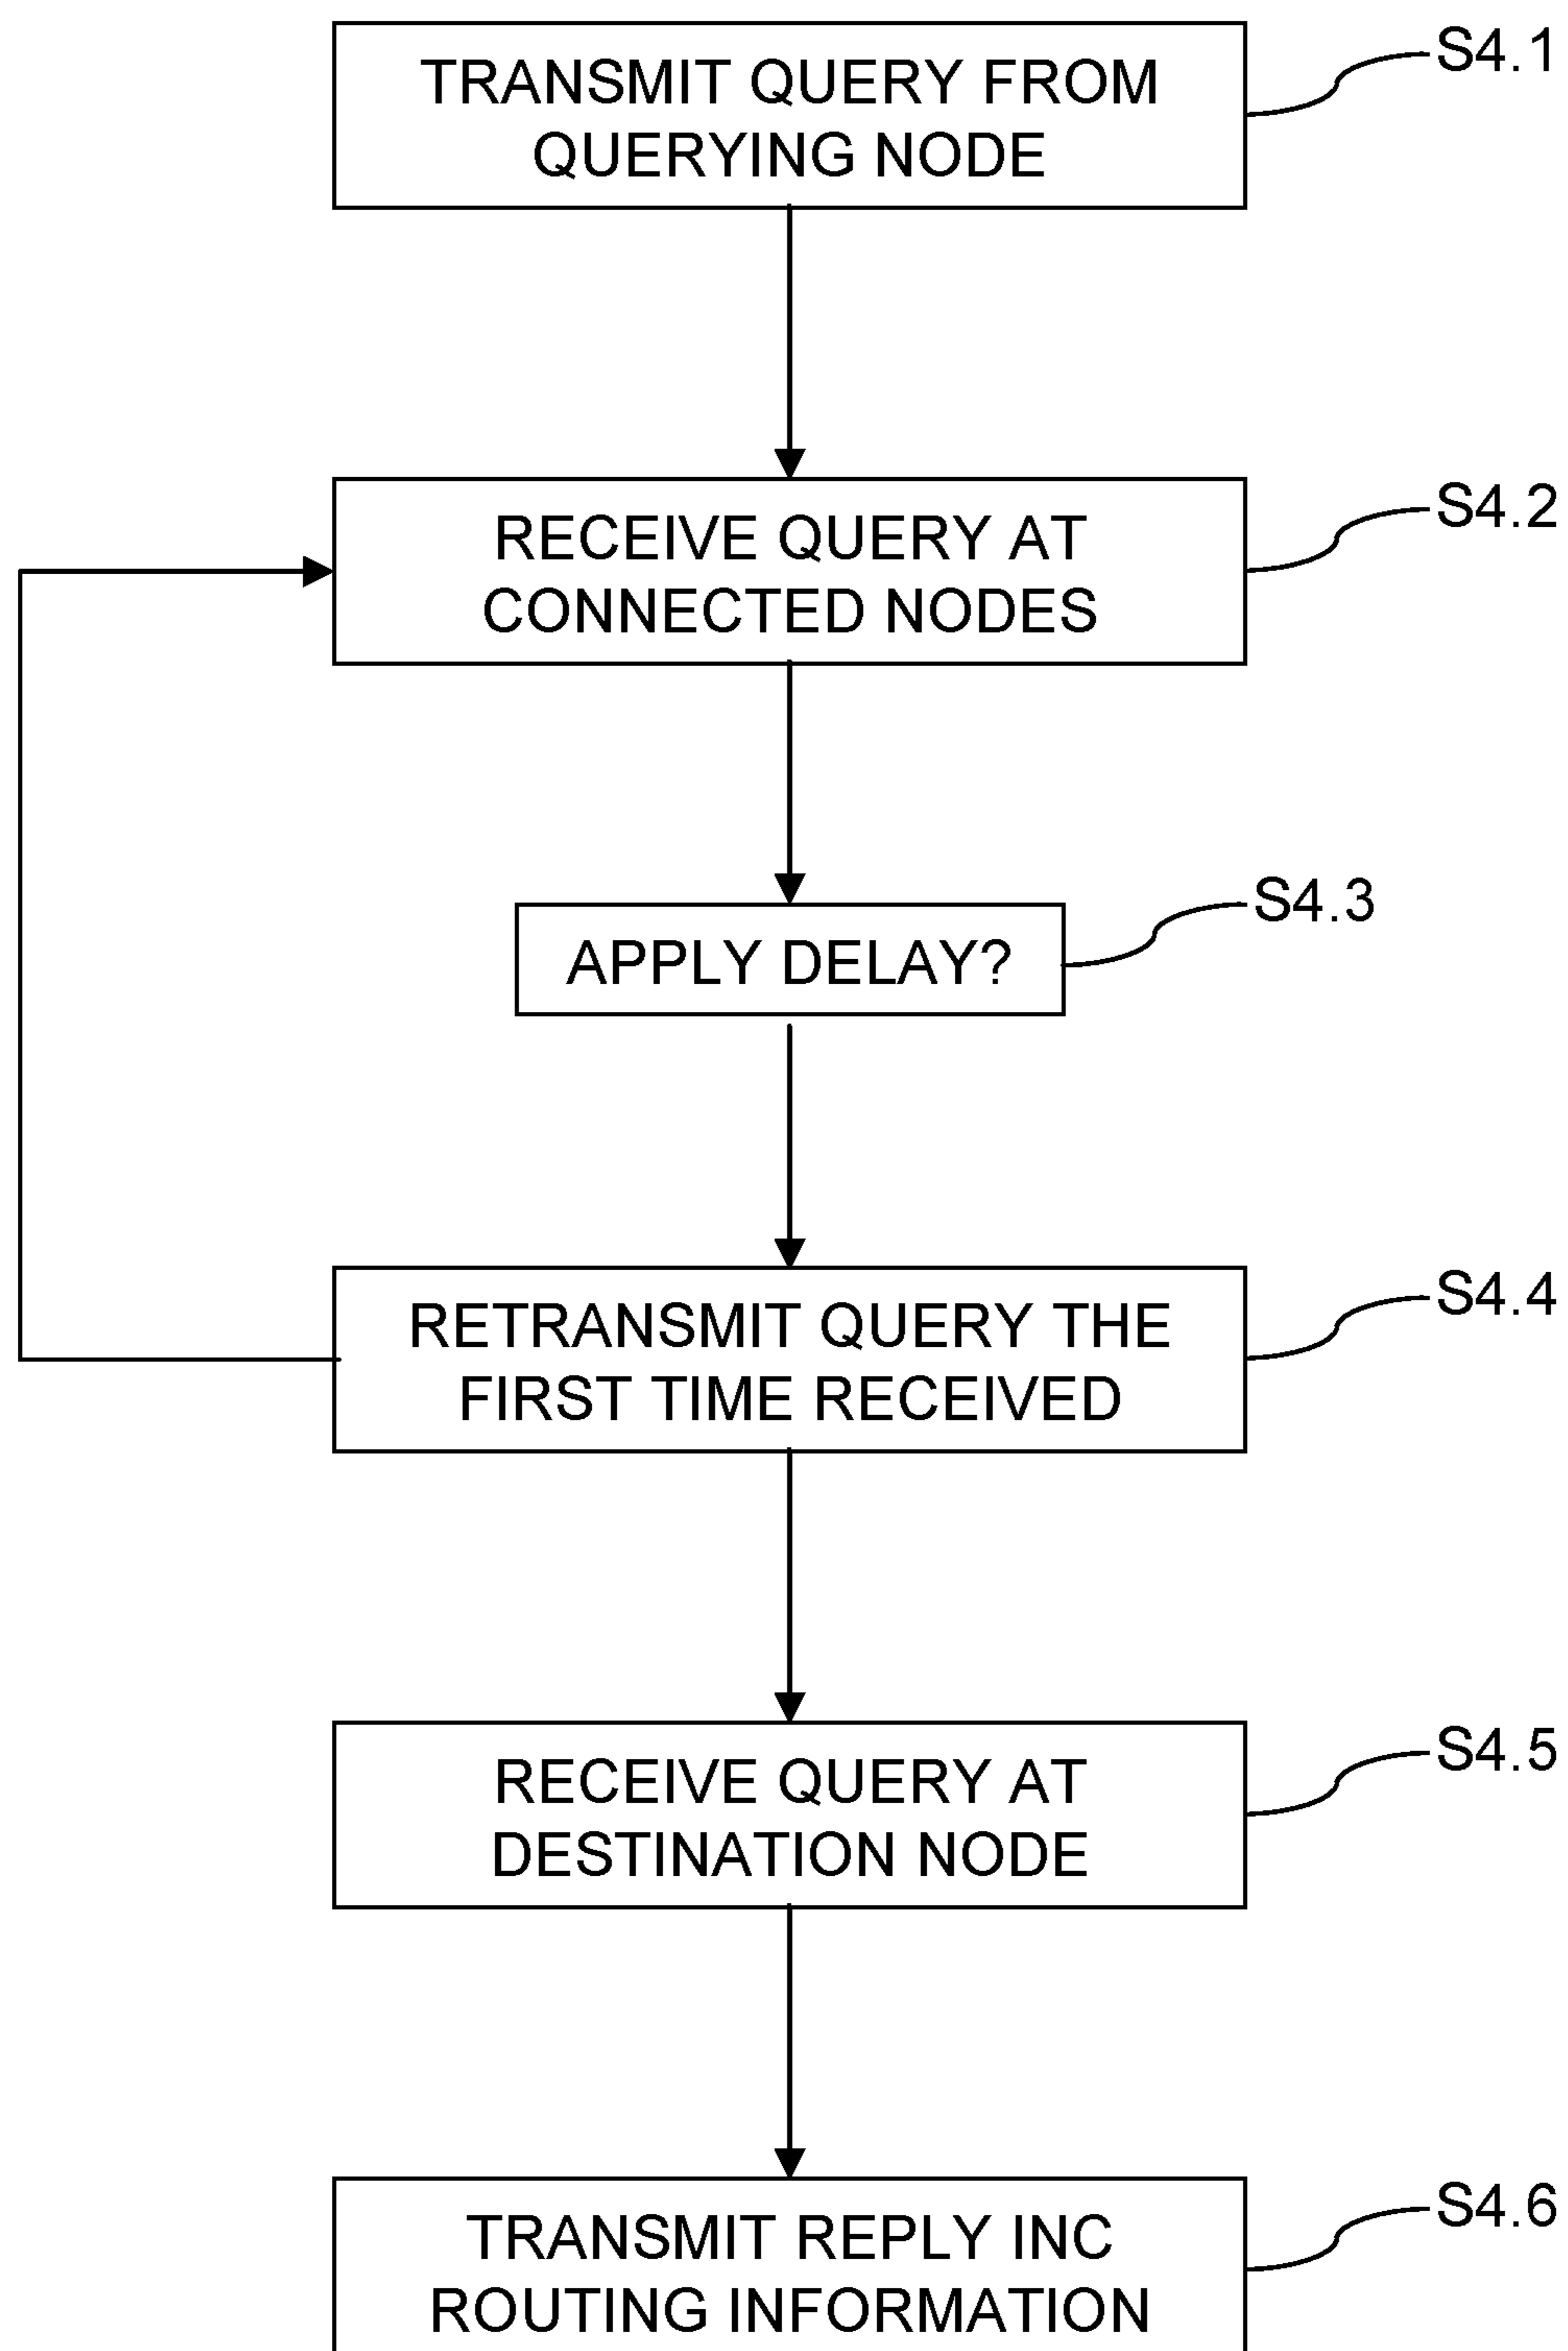 TRANSMIT QUERY FROM
QUERYING NODE
S4.1
RECEIVE QUERY AT
CONNECTED NODES
S4.2
APPLY DELAY?
S4.3
RETRANSMIT QUERY THE
FIRST TIME RECEIVED
S4.4
RECEIVE QUERY AT
DESTINATION NODE
S4.5
TRANSMIT REPLY INC
ROUTING INFORMATION
S4.6